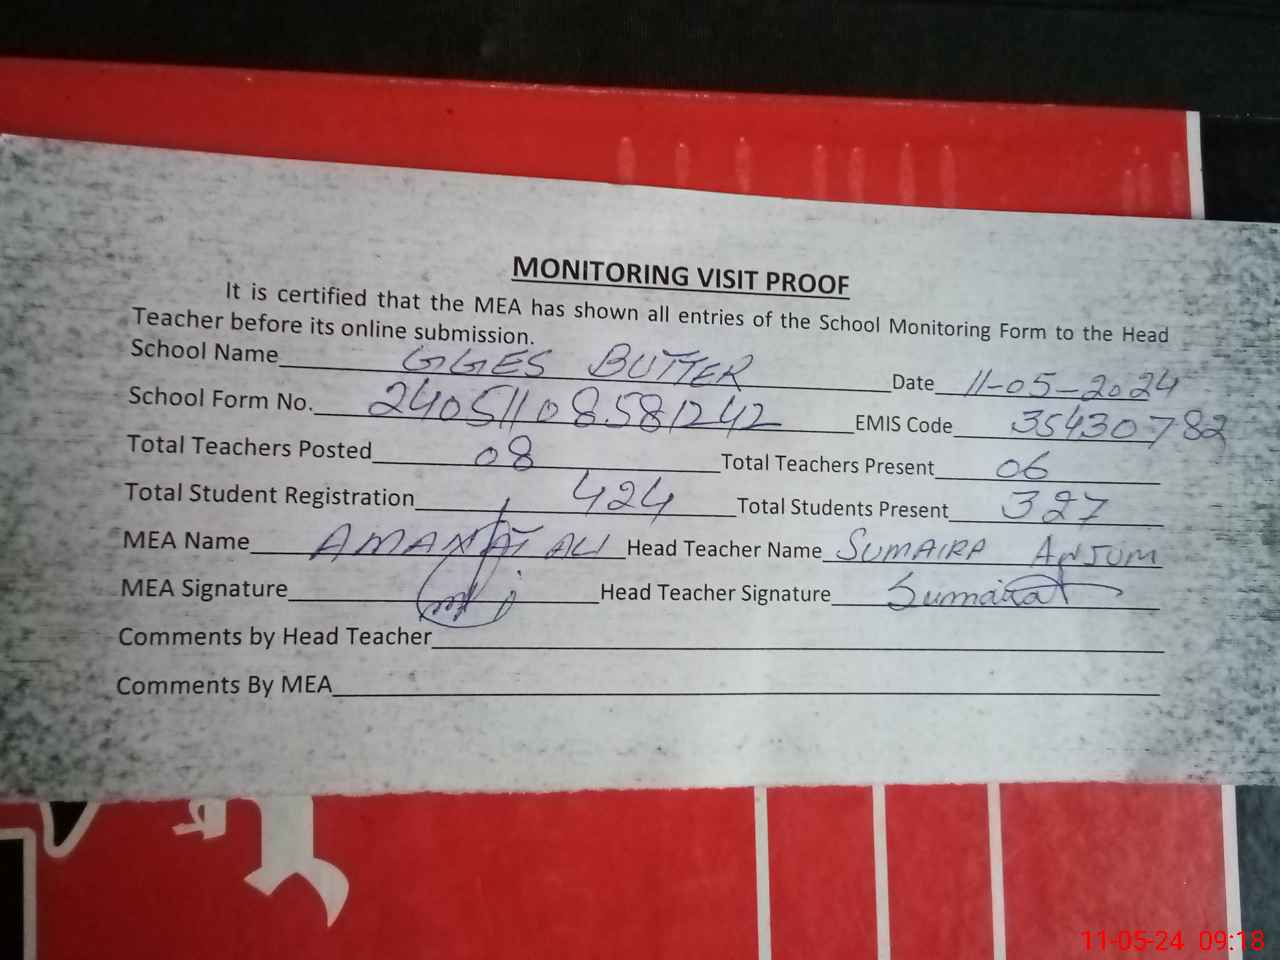 MONITORING VISIT PROOF
It is certified that the MEA has shown all entries of the School Monitoring Form to the Head
Teacher before its online submission.
School Name GGES BUTTER Date 11-05-2024
School Form No. 24051108581242 EMIS Code 35430782
Total Teachers Posted 08 Total Teachers Present 06
Total Student Registration 424 Total Students Present 327
MEA Name AMANAT ALI Head Teacher Name SUMAIRA ANJUM
MEA Signature Head Teacher Signature Sumaira
Comments by Head Teacher
Comments By MEA
11-05-24 09:18